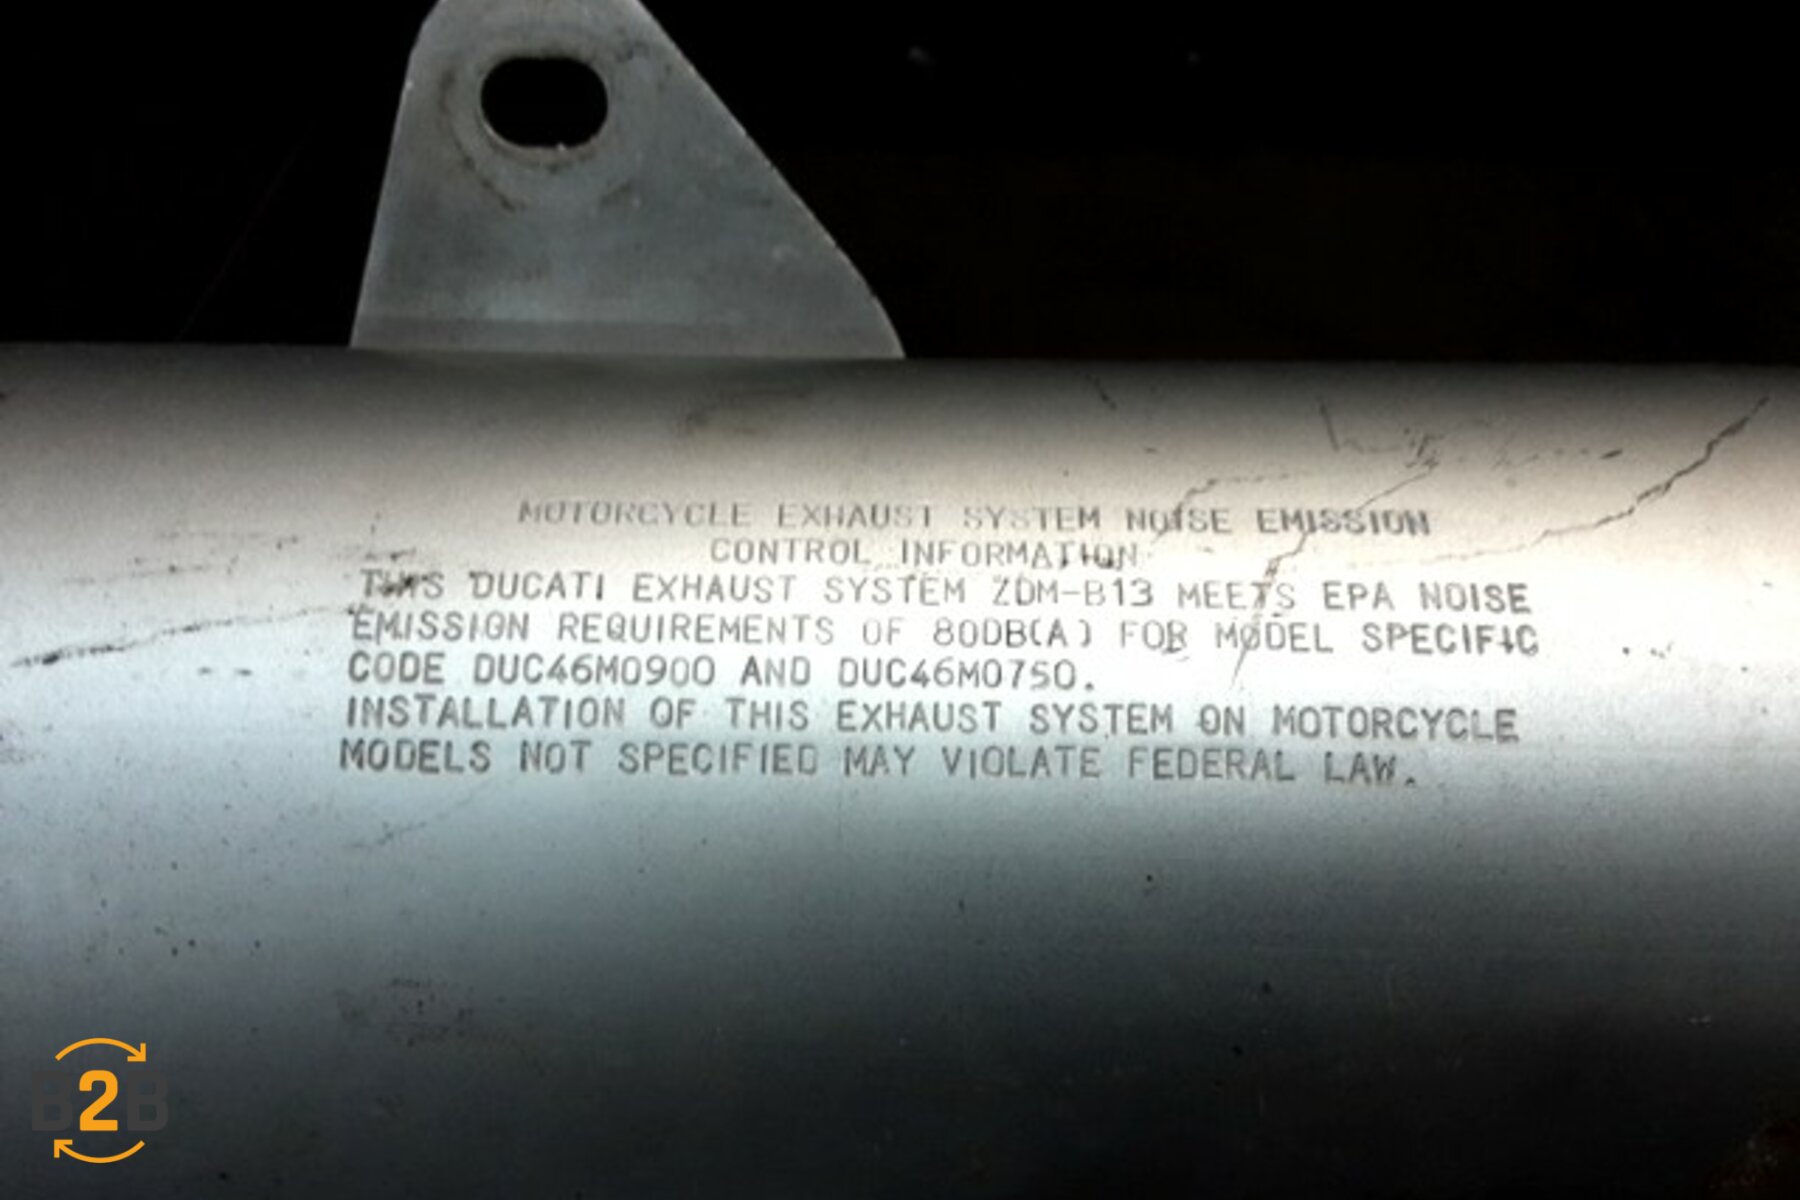 MOTORCYCLE EXHAUST SYSTEM NOISE EMISSION
CONTROL INFORMATION
THIS DUCATI EXHAUST SYSTEM ZDM-B13 MEETS EPA NOISE
EMISSION REQUIREMENTS OF 80DB(A) FOR MODEL SPECIFIC
CODE DUC46M0900 AND DUC46M0750.
INSTALLATION OF THIS EXHAUST SYSTEM ON MOTORCYCLE
MODELS NOT SPECIFIED MAY VIOLATE FEDERAL LAW.
B2B